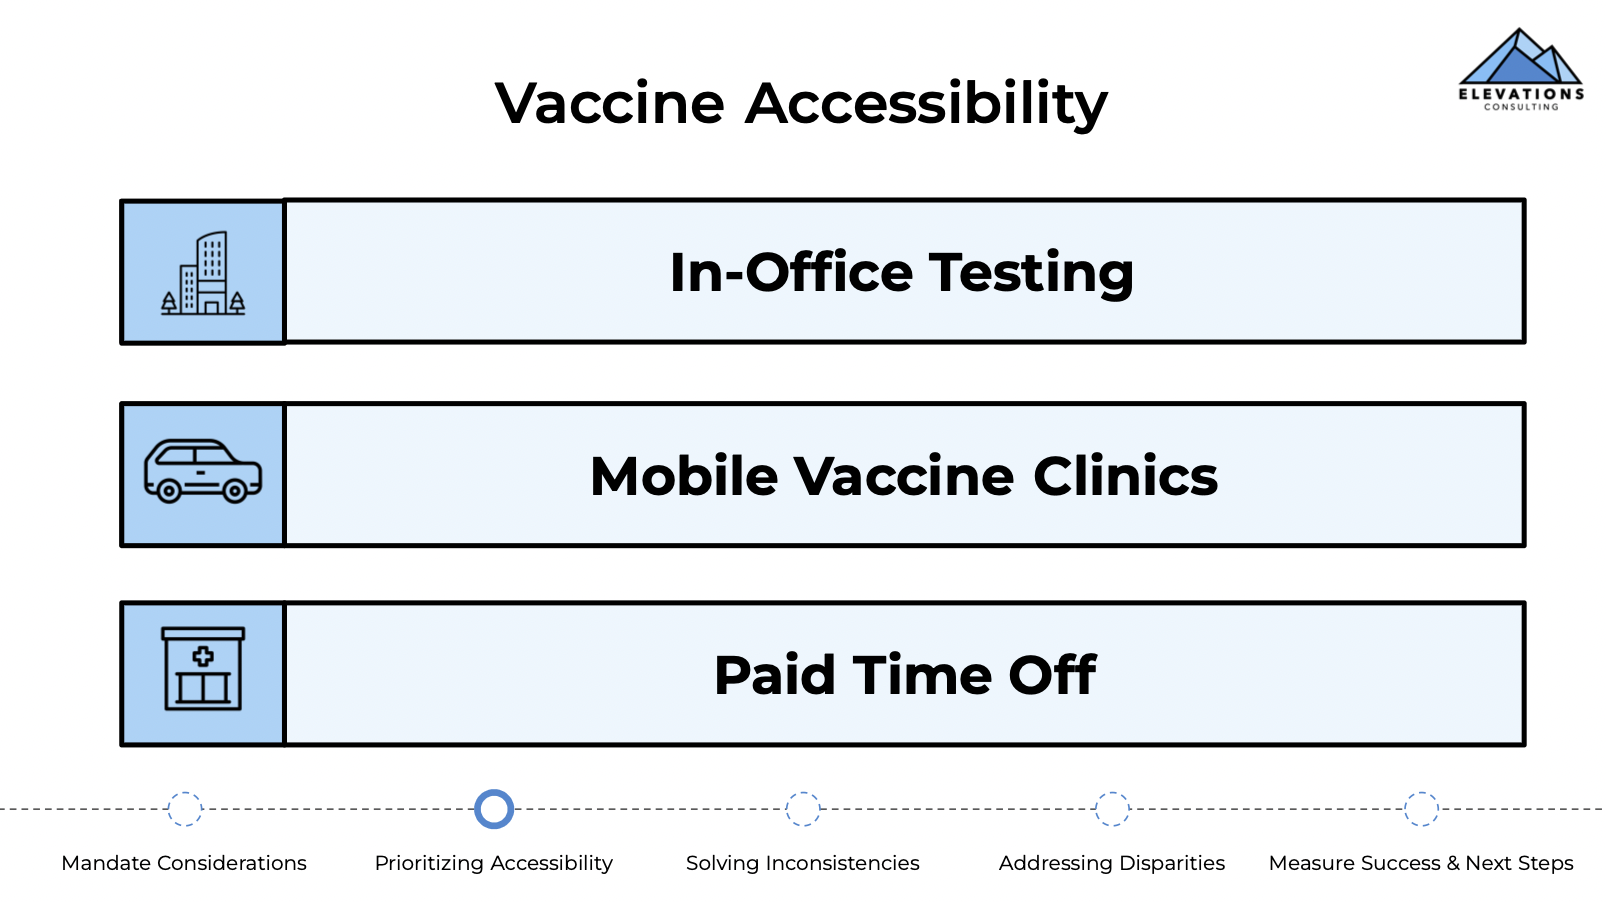 ELEVATIONS
CONSULTING
Vaccine Accessibility
In-Office Testing
Mobile Vaccine Clinics
Paid Time Off
Mandate Considerations
Prioritizing Accessibility
Solving Inconsistencies
Addressing Disparities
Measure Success & Next Steps